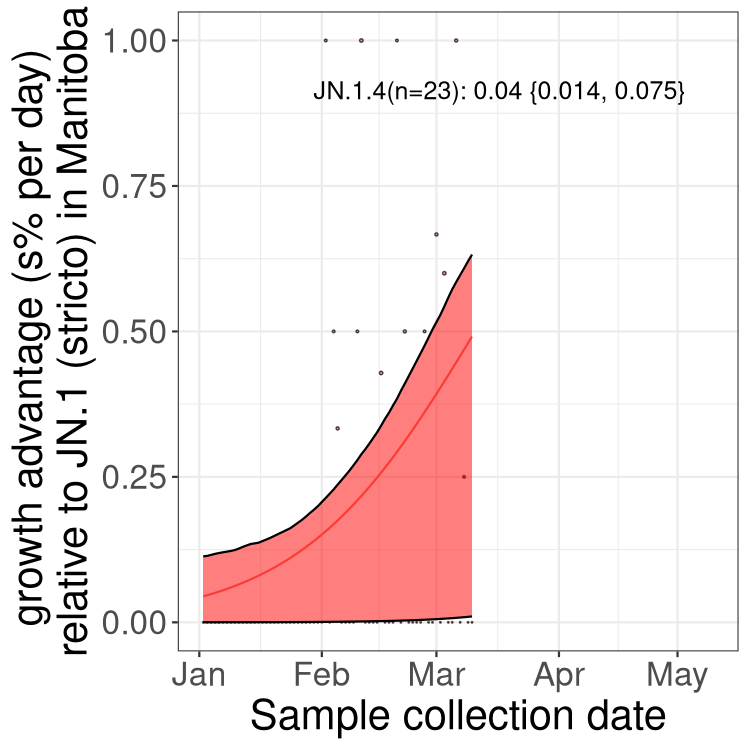 growth advantage (s% per day)
relative to JN.1 (stricto) in Manitoba
1.00
0.75
0.50
0.25
0.00
JN.1.4(n=23): 0.04 {0.014, 0.075}
Jan Feb Mar Apr May
Sample collection date